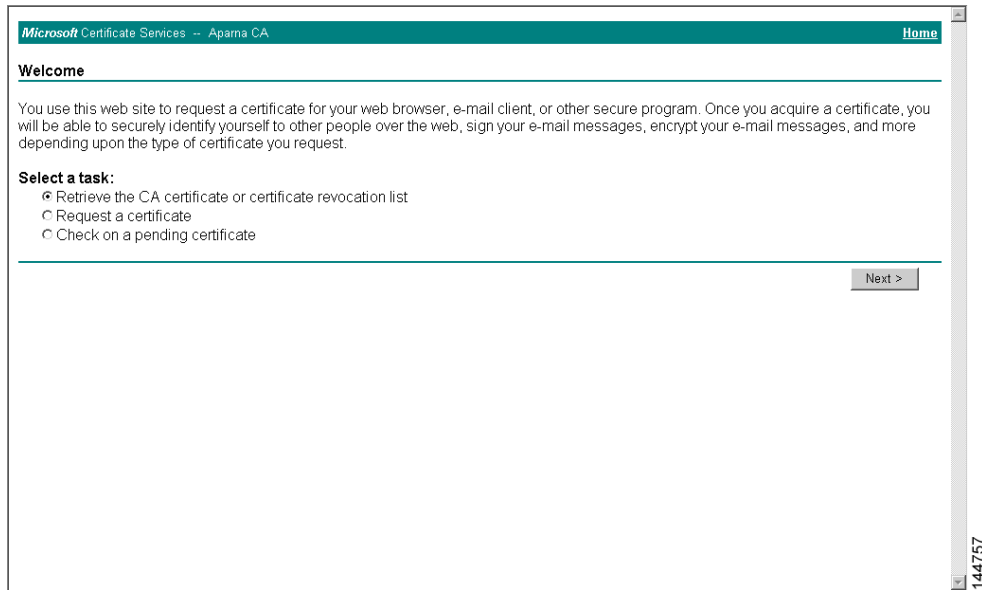 Microsoft Certificate Services -- Aparna CA Home
Welcome
You use this web site to request a certificate for your web browser, e-mail client, or other secure program. Once you acquire a certificate, you
will be able to securely identify yourself to other people over the web, sign your e-mail messages, encrypt your e-mail messages, and more
depending upon the type of certificate you request.
Select a task:
Retrieve the CA certificate or certificate revocation list
Request a certificate
Check on a pending certificate
Next >
144757